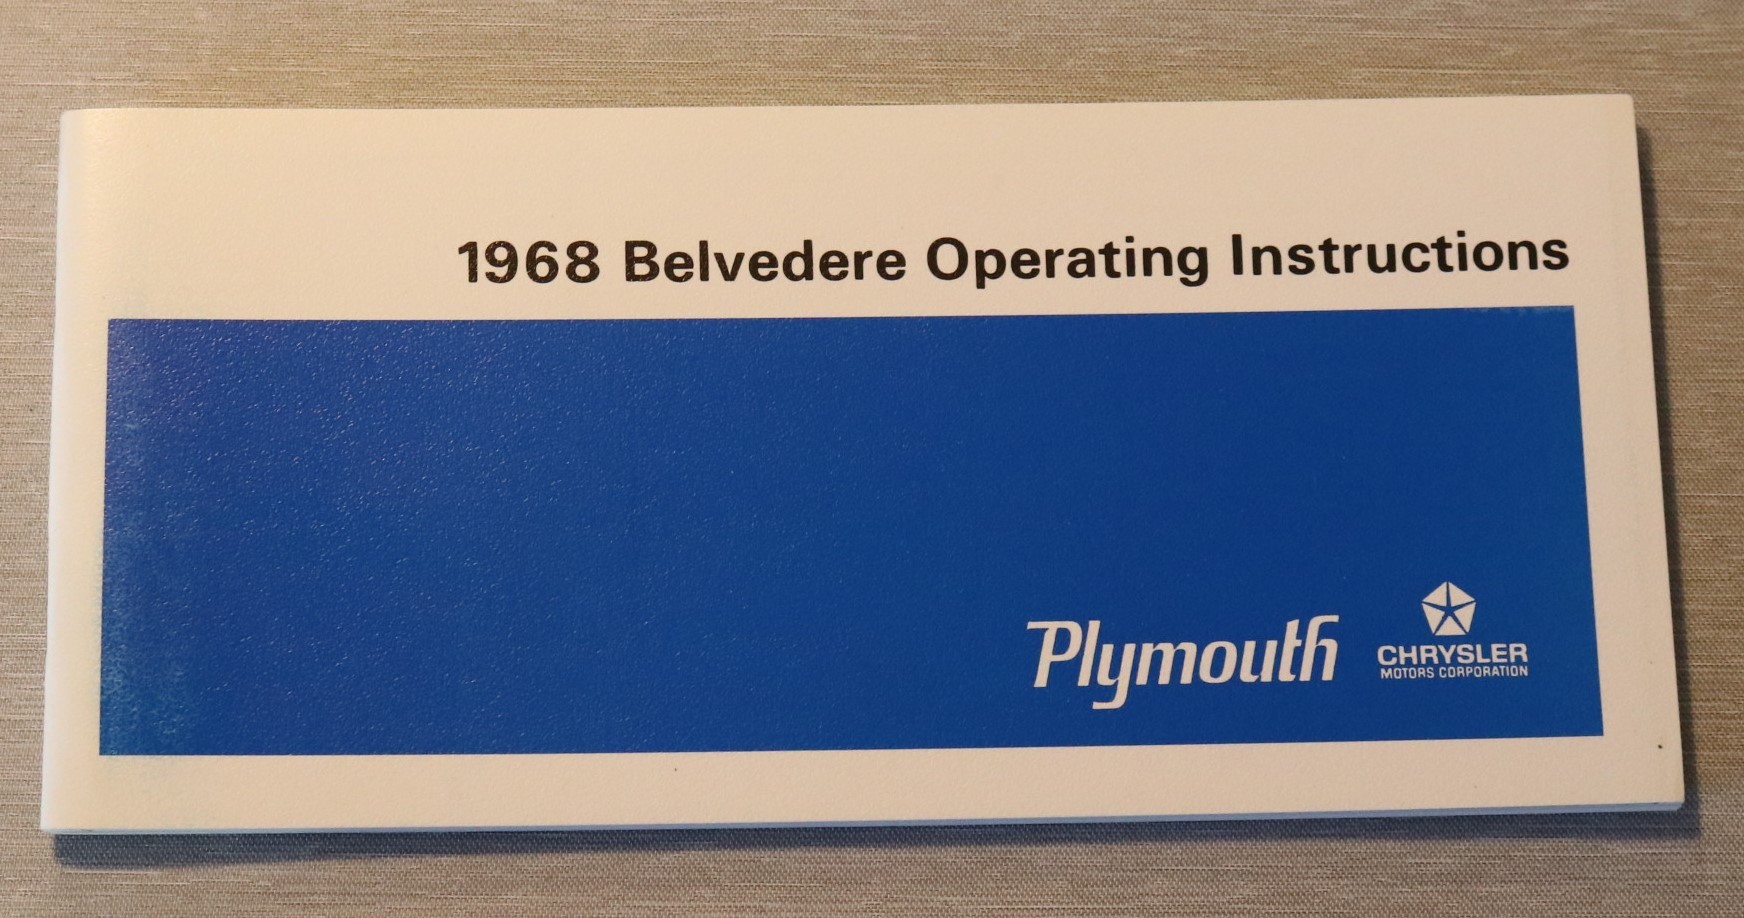 1968 Belvedere Operating Instructions
Plymouth
CHRYSLER
MOTORS CORPORATION